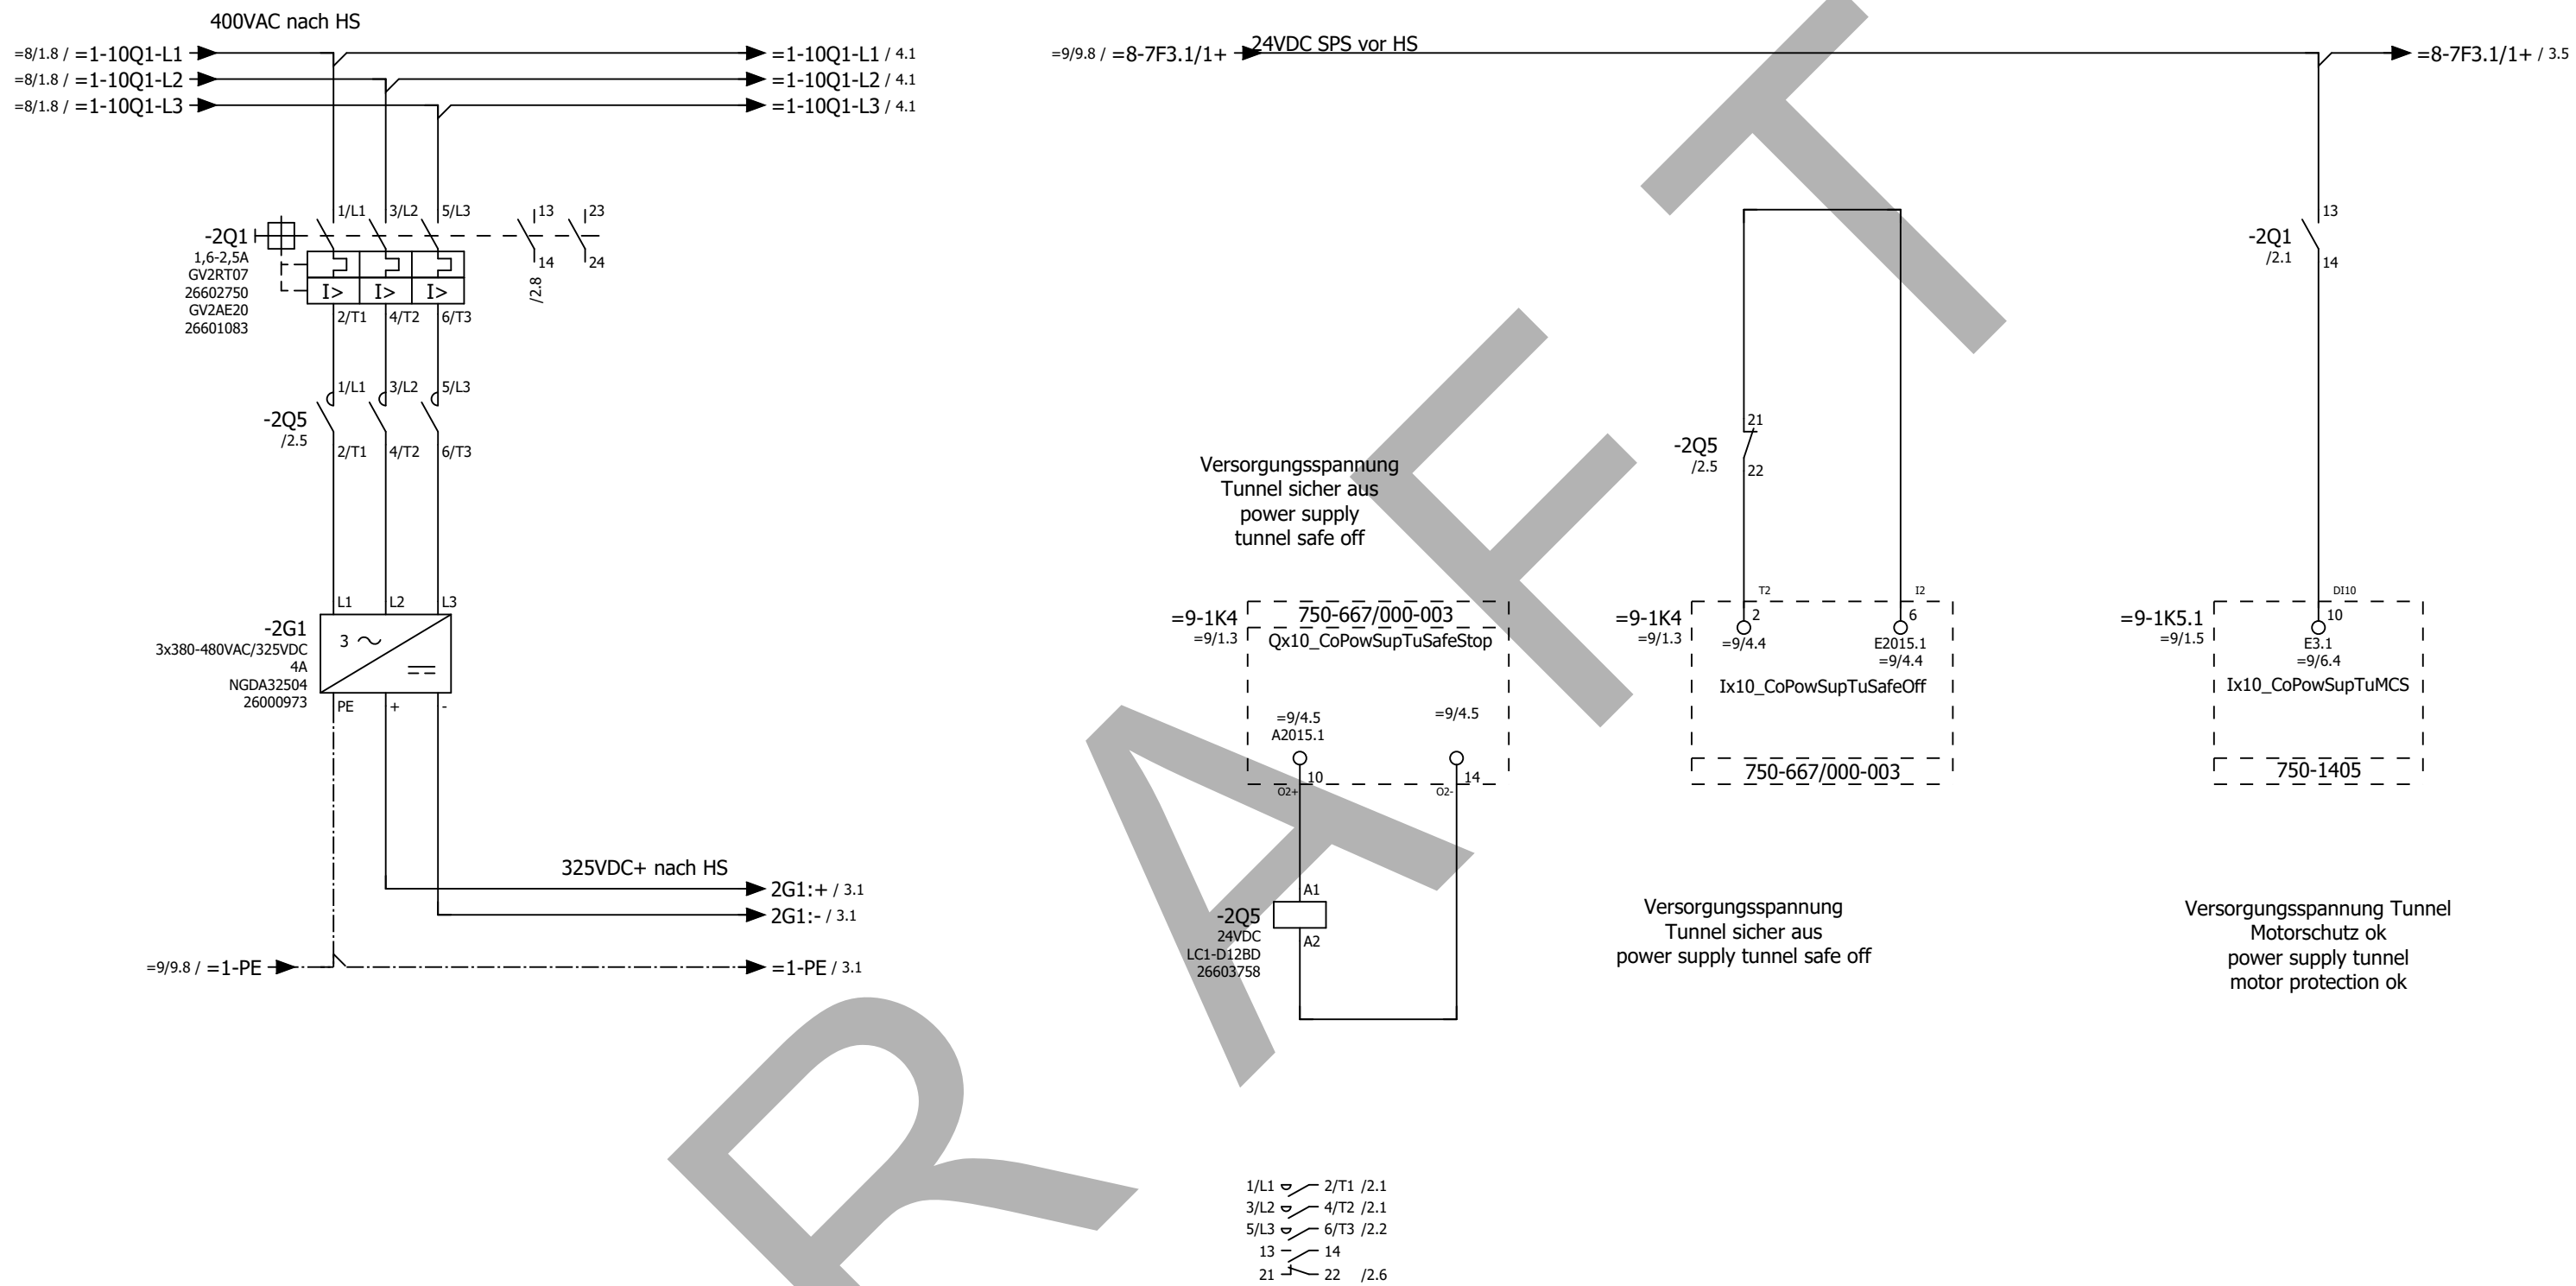 400VAC nach HS
=8/1.8 / =1-10Q1-L1
=1-10Q1-L1 / 4.1
=8/1.8 / =1-10Q1-L2
=1-10Q1-L2 / 4.1
=8/1.8 / =1-10Q1-L3
=1-10Q1-L3 / 4.1
=9/9.8 / =8-7F3.1/1+
24VDC SPS vor HS
=8-7F3.1/1+ / 3.5
1/L1
3/L2
5/L3
13
23
-2Q1
1,6-2,5A
GV2RT07
26602750
GV2AE20
26601083
14
24
/2.8
I>
I>
I>
2/T1
4/T2
6/T3
1/L1
3/L2
5/L3
-2Q5
/2.5
2/T1
4/T2
6/T3
L1
L2
L3
-2G1
3x380-480VAC/325VDC
4A
NGDA32504
26000973
3
PE
+
-
325VDC+ nach HS
2G1:+ / 3.1
2G1:- / 3.1
=9/9.8 / =1-PE
=1-PE / 3.1
Versorgungsspannung
Tunnel sicher aus
power supply
tunnel safe off
=9-1K4
=9/1.3
750-667/000-003
Qx10_CoPowSupTuSafeStop
=9/4.5
A2015.1
=9/4.5
10
14
O2+
O2-
A1
-2Q5
24VDC
LC1-D12BD
26603758
A2
1/L1 2/T1 /2.1
3/L2 4/T2 /2.1
5/L3 6/T3 /2.2
13 14
21 22 /2.6
21
-2Q5
/2.5
22
T2
I2
=9-1K4
=9/1.3
2
6
=9/4.4
E2015.1
=9/4.4
Ix10_CoPowSupTuSafeOff
750-667/000-003
Versorgungsspannung
Tunnel sicher aus
power supply tunnel safe off
13
-2Q1
/2.1
14
DI10
=9-1K5.1
=9/1.5
10
E3.1
=9/6.4
Ix10_CoPowSupTuMCS
750-1405
Versorgungsspannung Tunnel
Motorschutz ok
power supply tunnel
motor protection ok
RAFT